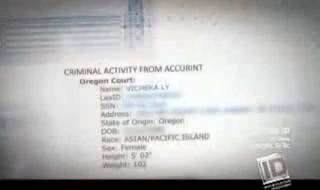 CRIMINAL ACTIVITY FROM ACCURINT
Oregon Court:
Name: VICHEKA LY
LexID:
SSN:
Address:
State of Origin: Oregon
DOB:
Race: ASIAN/PACIFIC ISLAND
Sex: Female
Height: 5' 02"
Weight: 102
ID